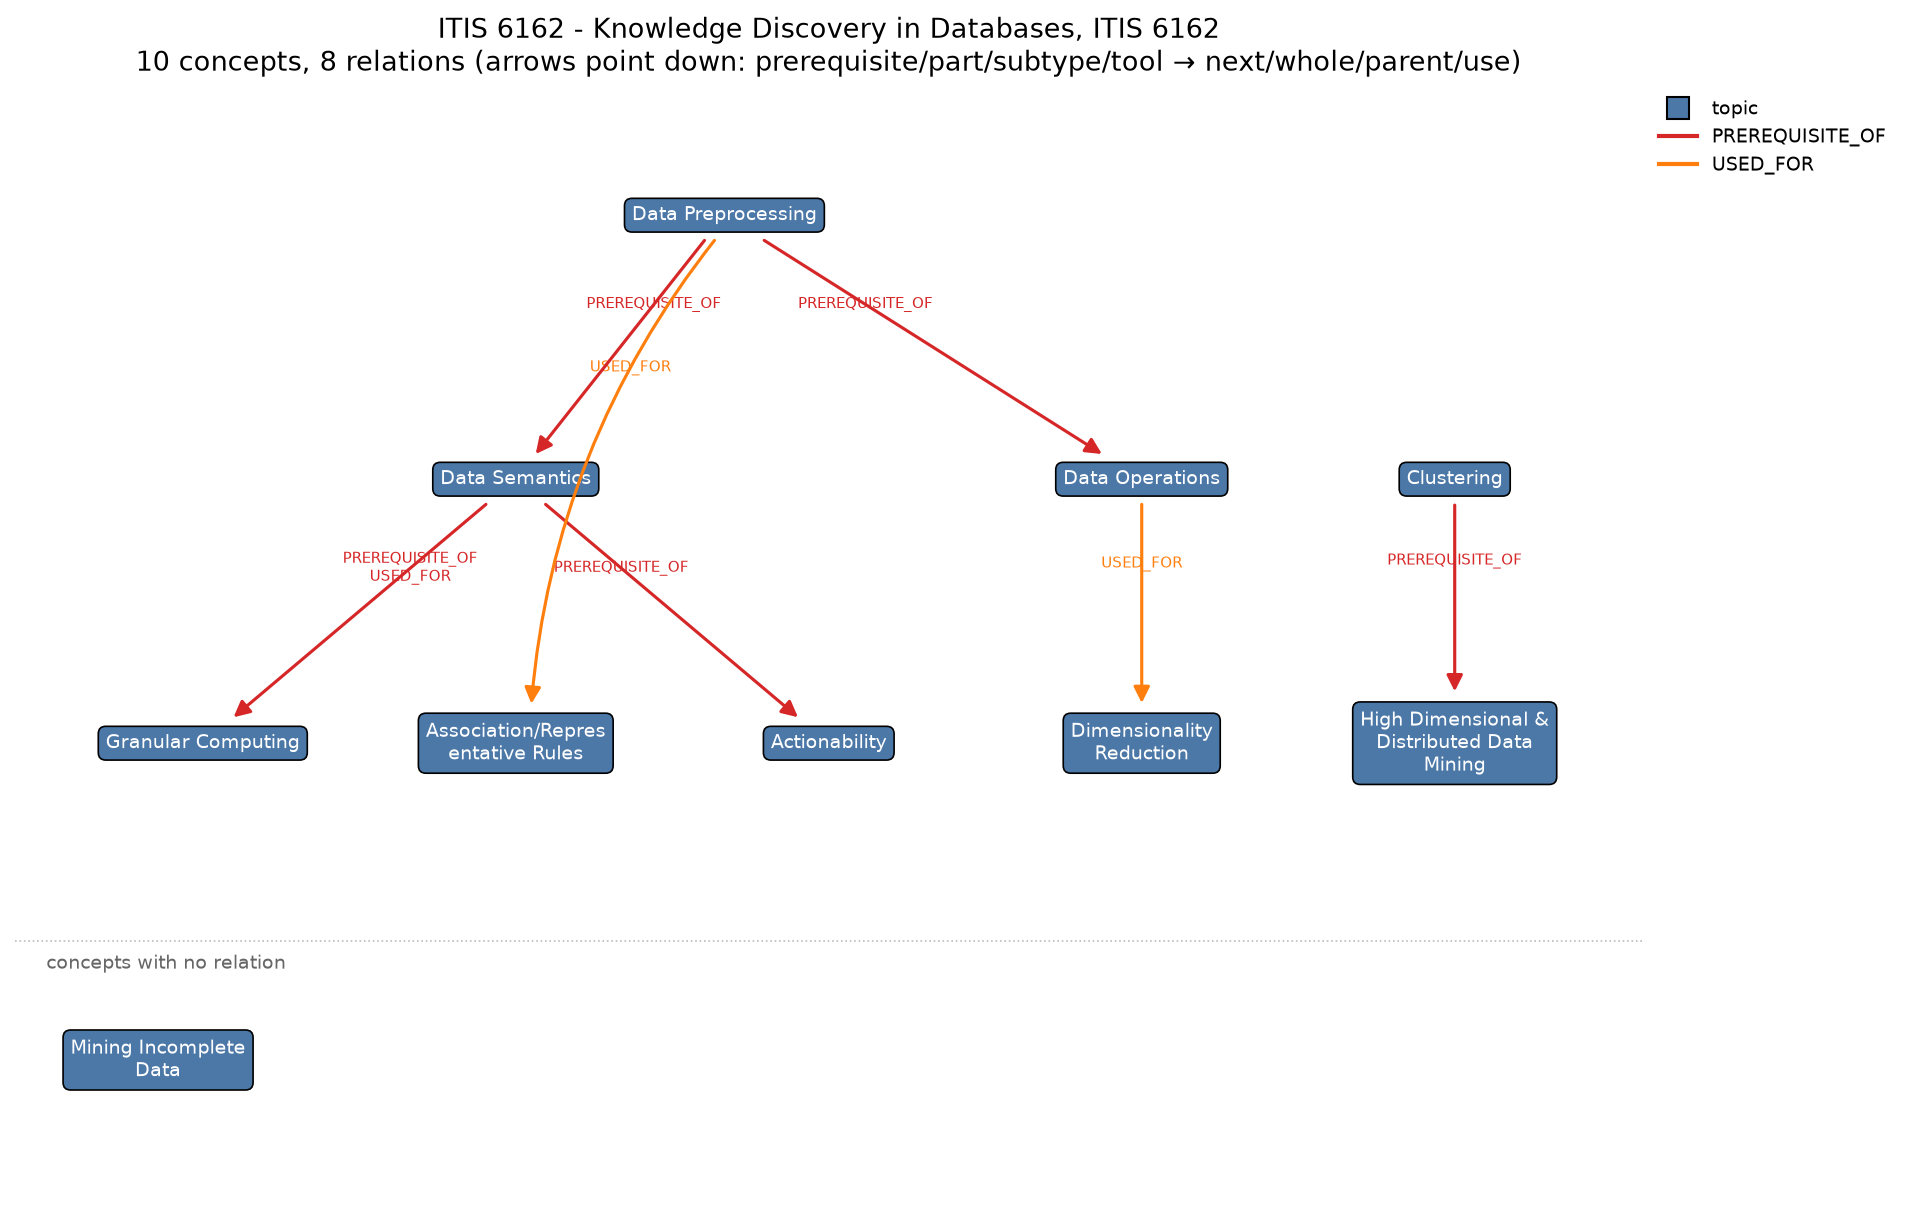 ITIS 6162 - Knowledge Discovery in Databases, ITIS 6162
10 concepts, 8 relations (arrows point down: prerequisite/part/subtype/tool → next/whole/parent/use)
topic
PREREQUISITE_OF
USED_FOR
Data Preprocessing
PREREQUISITE_OF
PREREQUISITE_OF
USED_FOR
Data Semantics
Data Operations
Clustering
PREREQUISITE_OF
USED_FOR
PREREQUISITE_OF
USED_FOR
PREREQUISITE_OF
Granular Computing
Association/Repres
entative Rules
Actionability
Dimensionality
Reduction
High Dimensional &
Distributed Data
Mining
concepts with no relation
Mining Incomplete
Data